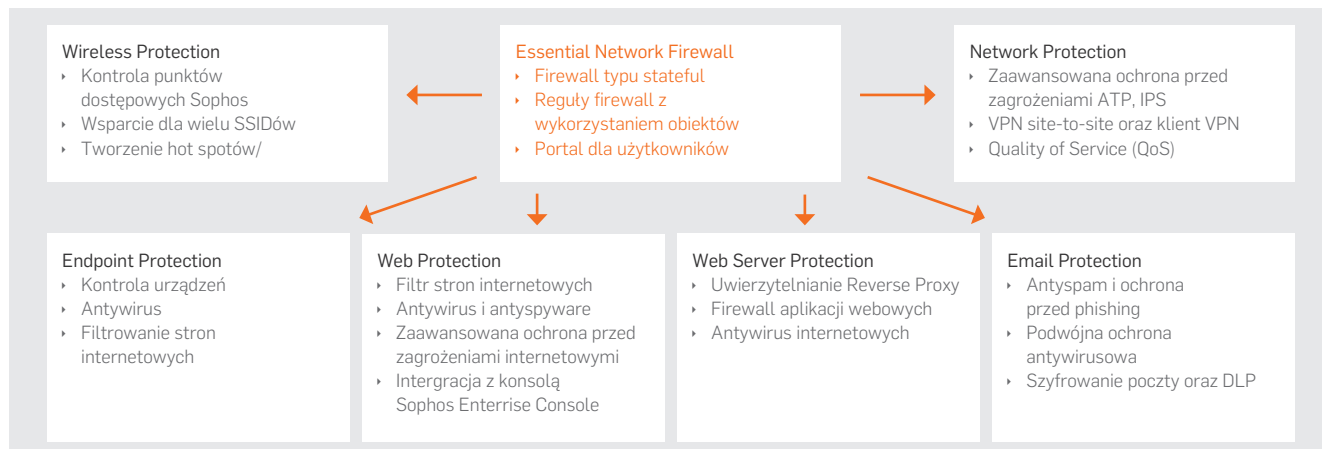 Wireless Protection
‣ Kontrola punktów
dostępowych Sophos
‣ Wsparcie dla wielu SSIDów
‣ Tworzenie hot spotów/
Essential Network Firewall
‣ Firewall typu stateful
‣ Reguły firewall z
wykorzystaniem obiektów
‣ Portal dla użytkowników
Network Protection
‣ Zaawansowana ochrona przed
zagrożeniami ATP, IPS
‣ VPN site-to-site oraz klient VPN
‣ Quality of Service (QoS)
Endpoint Protection
‣ Kontrola urządzeń
‣ Antywirus
‣ Filtrowanie stron
internetowych
Web Protection
‣ Filtr stron internetowych
‣ Antywirus i antyspyware
‣ Zaawansowana ochrona przed
zagrożeniami internetowymi
‣ Intergracja z konsolą
Sophos Enterrise Console
Web Server Protection
‣ Uwierzytelnianie Reverse Proxy
‣ Firewall aplikacji webowych
‣ Antywirus internetowych
Email Protection
‣ Antyspam i ochrona
przed phishing
‣ Podwójna ochrona
antywirusowa
‣ Szyfrowanie poczty oraz DLP